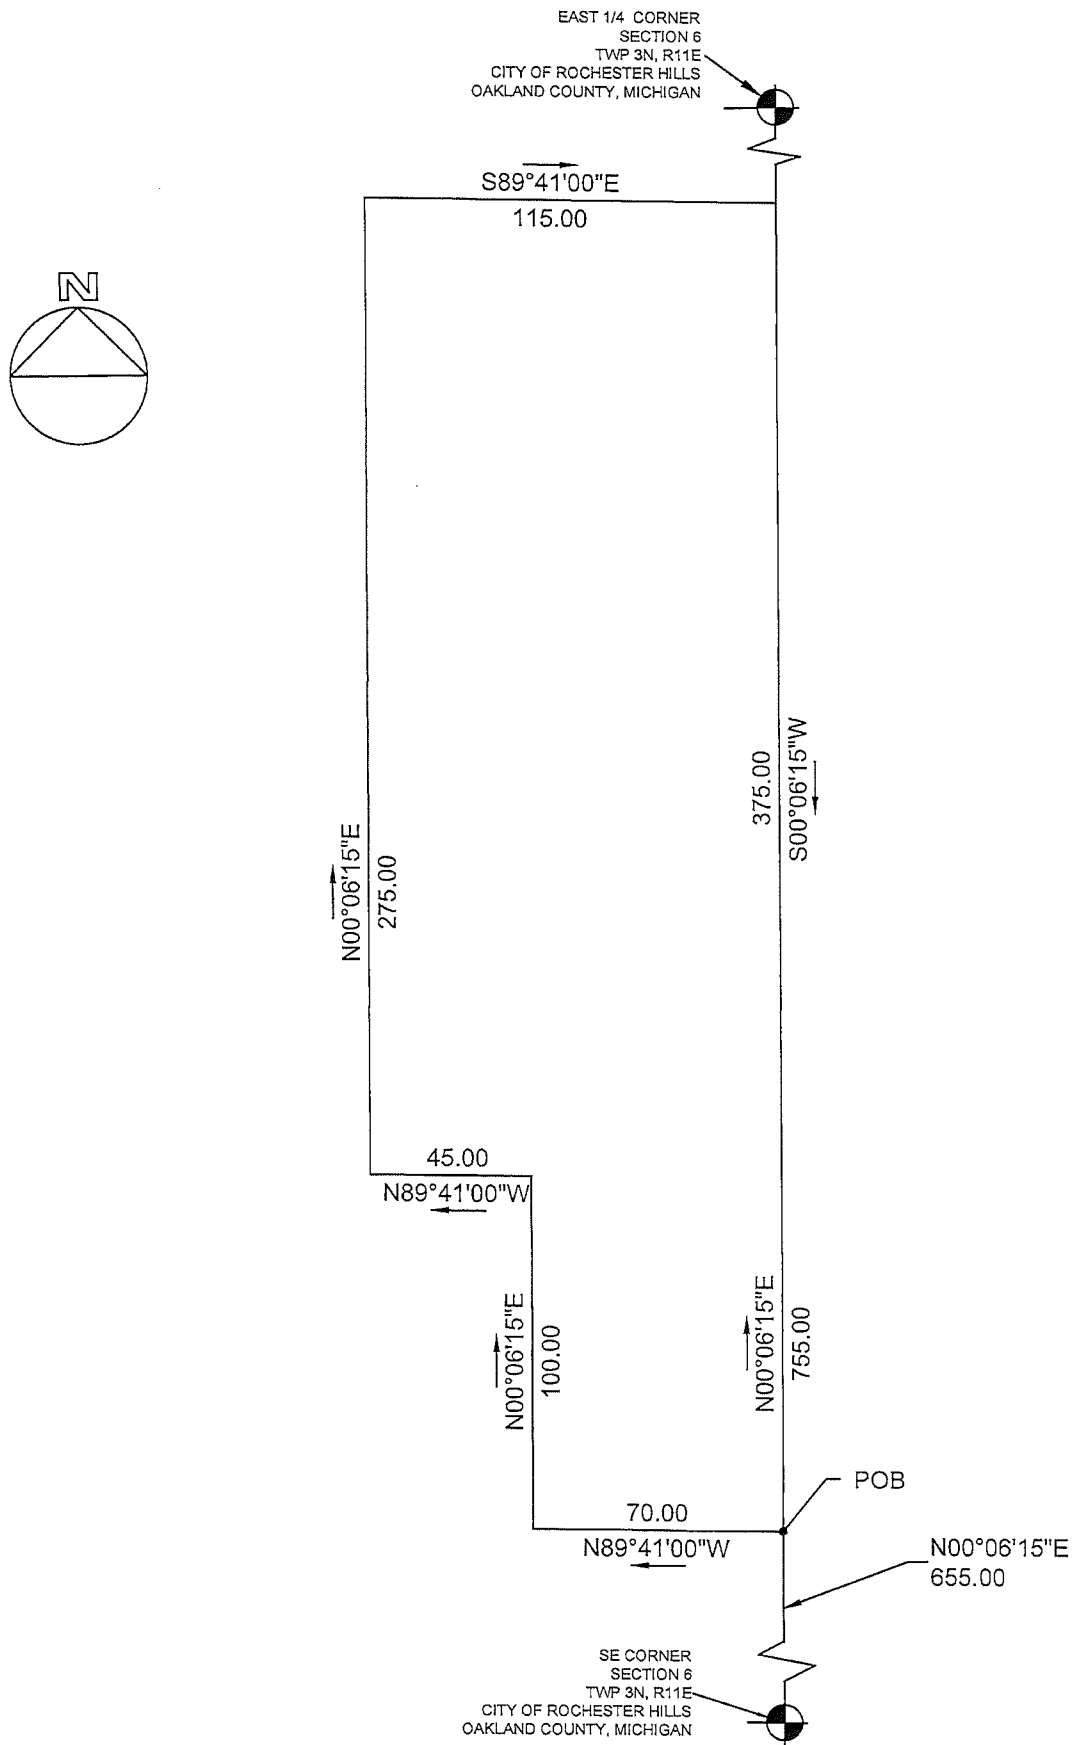 EAST 1/4 CORNER
SECTION 6
TWP 3N, R11E
CITY OF ROCHESTER HILLS
OAKLAND COUNTY, MICHIGAN
S89°41'00"E
115.00
N
375.00
S00°06'15"W
N00°06'15"E
275.00
45.00
N89°41'00"W
N00°06'15"E
100.00
N00°06'15"E
755.00
POB
70.00
N89°41'00"W
N00°06'15"E
655.00
SE CORNER
SECTION 6
TWP 3N, R11E
CITY OF ROCHESTER HILLS
OAKLAND COUNTY, MICHIGAN